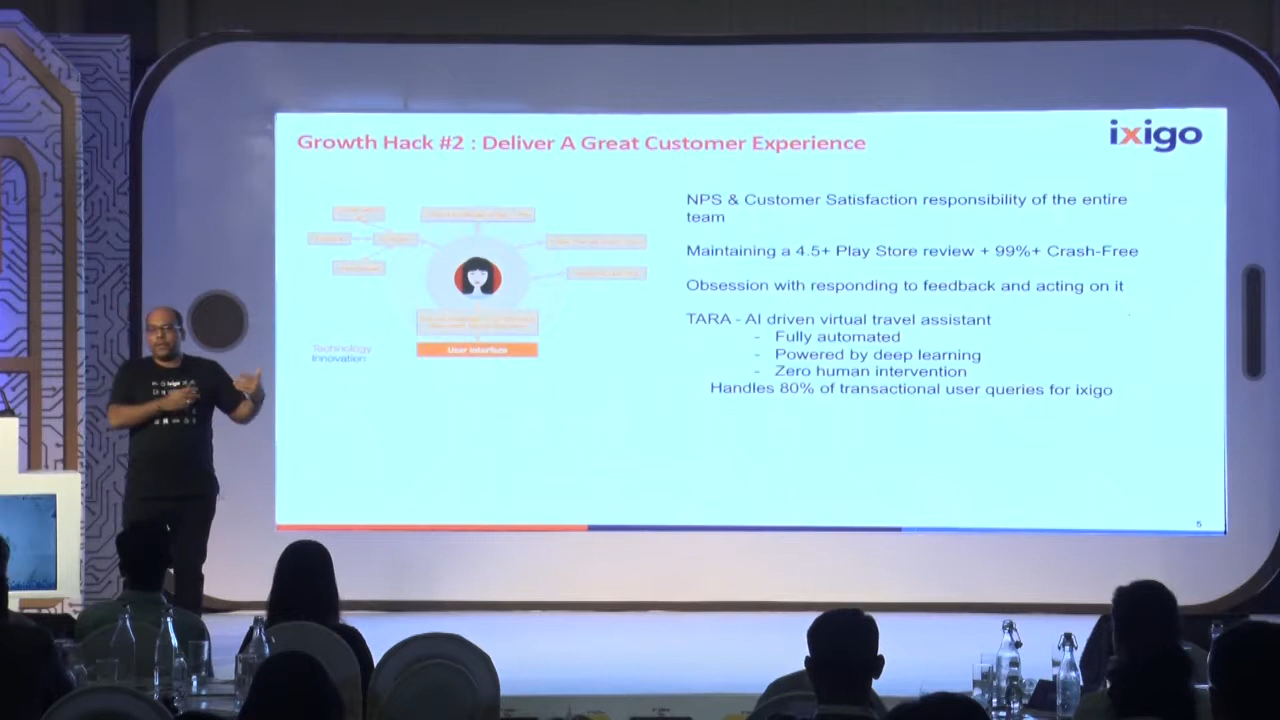 Growth Hack #2 : Deliver A Great Customer Experience
ixigo
NPS & Customer Satisfaction responsibility of the entire
team
Maintaining a 4.5+ Play Store review + 99%+ Crash-Free
Obsession with responding to feedback and acting on it
TARA - AI driven virtual travel assistant
- Fully automated
- Powered by deep learning
- Zero human intervention
Handles 80% of transactional user queries for ixigo
Technology
Innovation
User Interface
5
ixigo